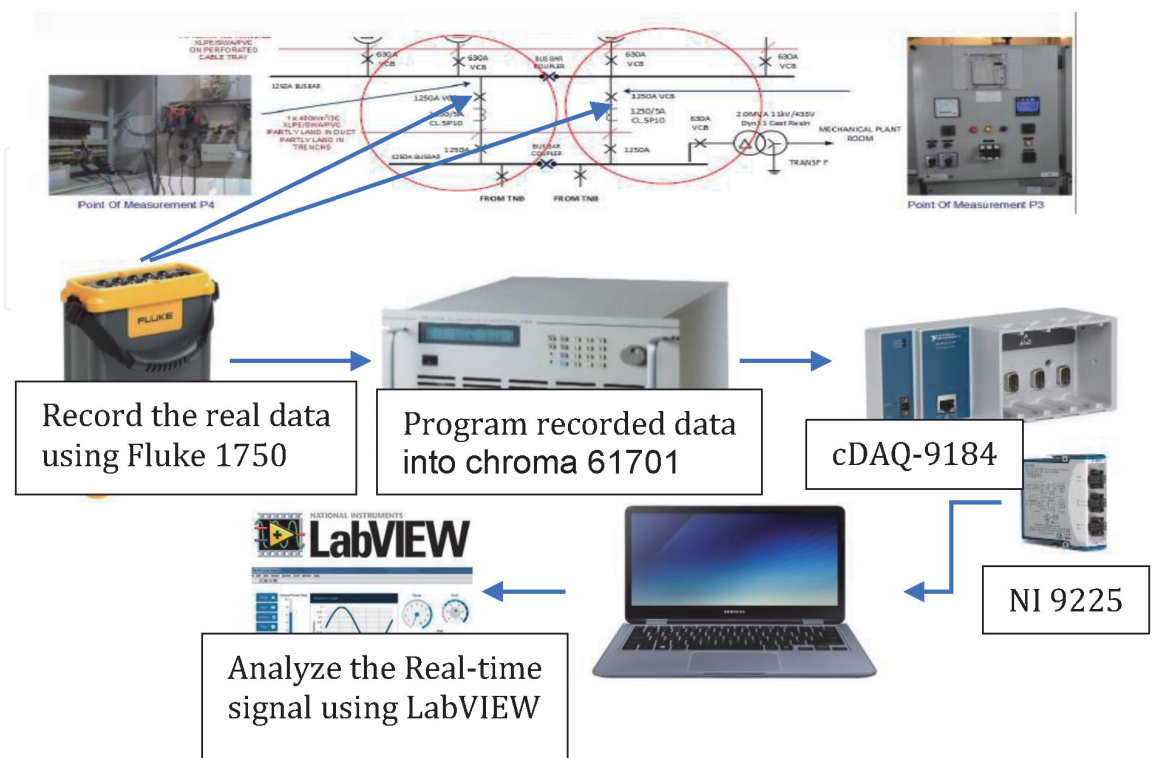 XLPE/SWA/PVC
ON PERFORATED
CABLE TRAY
630A
VCB
630A
VCB
BUS BAR
COUPLER
630A
VCB
630A
VCB
1250A BUSBAR
1250A VCB
1250/5A
CL.5P10
1250A VCB
1250/5A
CL.5P10
1 x 400mm²/3C
XLPE/SWA/PVC
PARTLY LAND IN DUCT
PARTLY LAND IN
TRENCHS
630A
VCB
2.0MVA 11kV/433V
Dyn11 Cast Resin
MECHANICAL PLANT
ROOM
1250A
BUS BAR
COUPLER
1250A
1250A BUSBAR
FROM TNB
FROM TNB
Point Of Measurement P4
Point Of Measurement P3
FLUKE
Record the real data
using Fluke 1750
Program recorded data
into chroma 61701
cDAQ-9184
NI 9225
NATIONAL INSTRUMENTS
LabVIEW
SAMSUNG
Analyze the Real-time
signal using LabVIEW